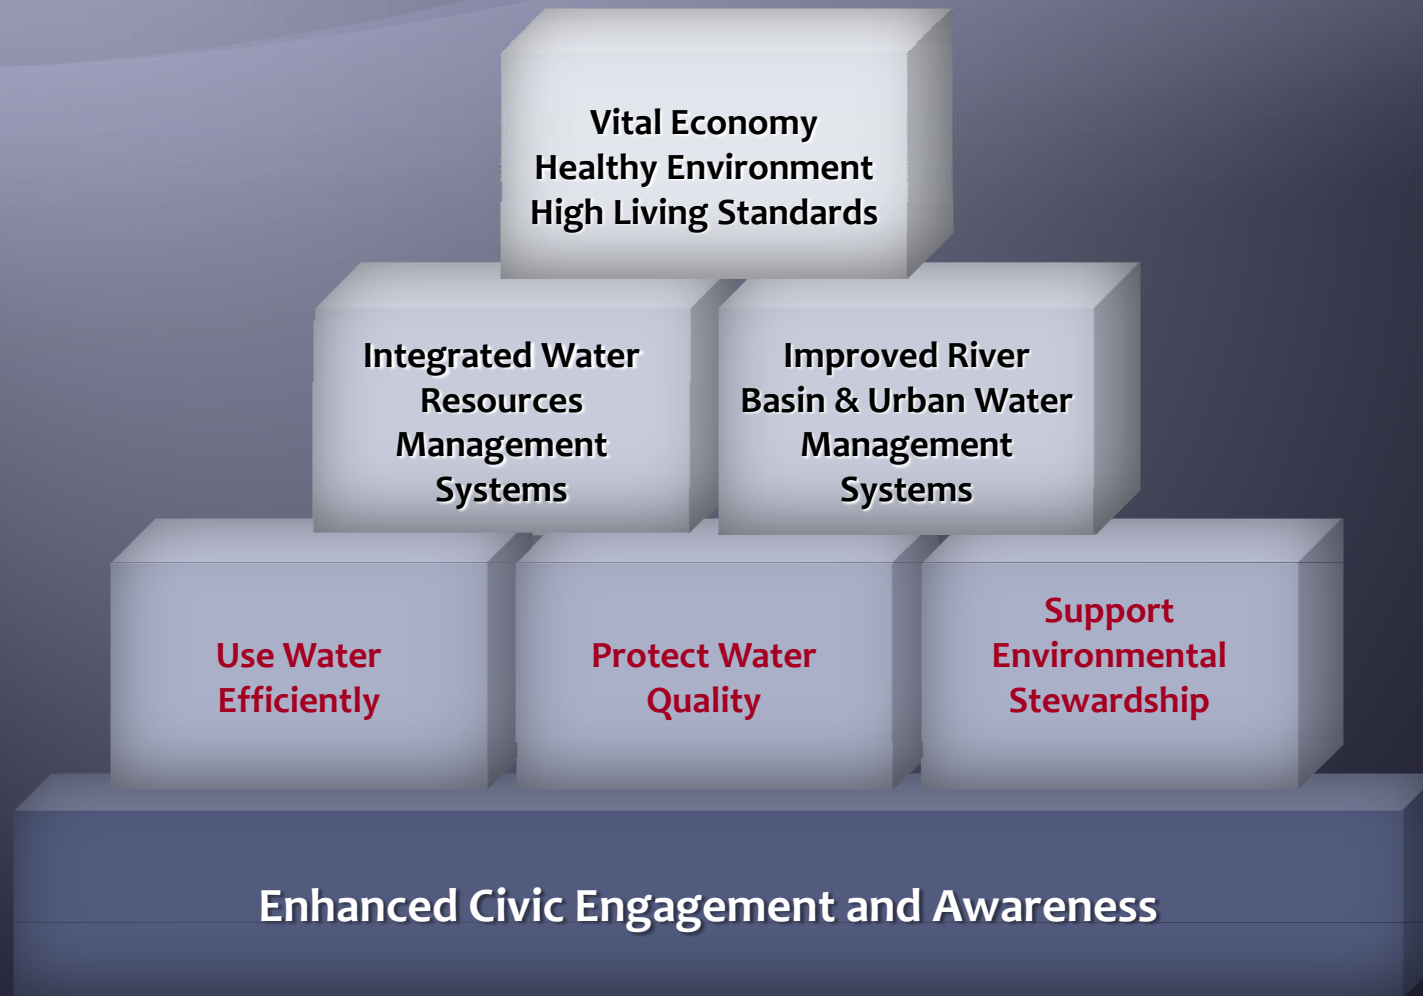 Vital Economy
Healthy Environment
High Living Standards
Integrated Water
Resources
Management
Systems
Improved River
Basin & Urban Water
Management
Systems
Use Water
Efficiently
Protect Water
Quality
Support
Environmental
Stewardship
Enhanced Civic Engagement and Awareness